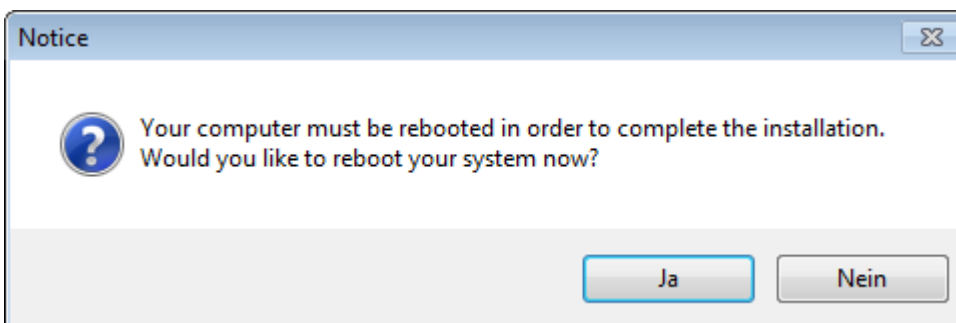 Notice
Your computer must be rebooted in order to complete the installation.
Would you like to reboot your system now?
Ja Nein